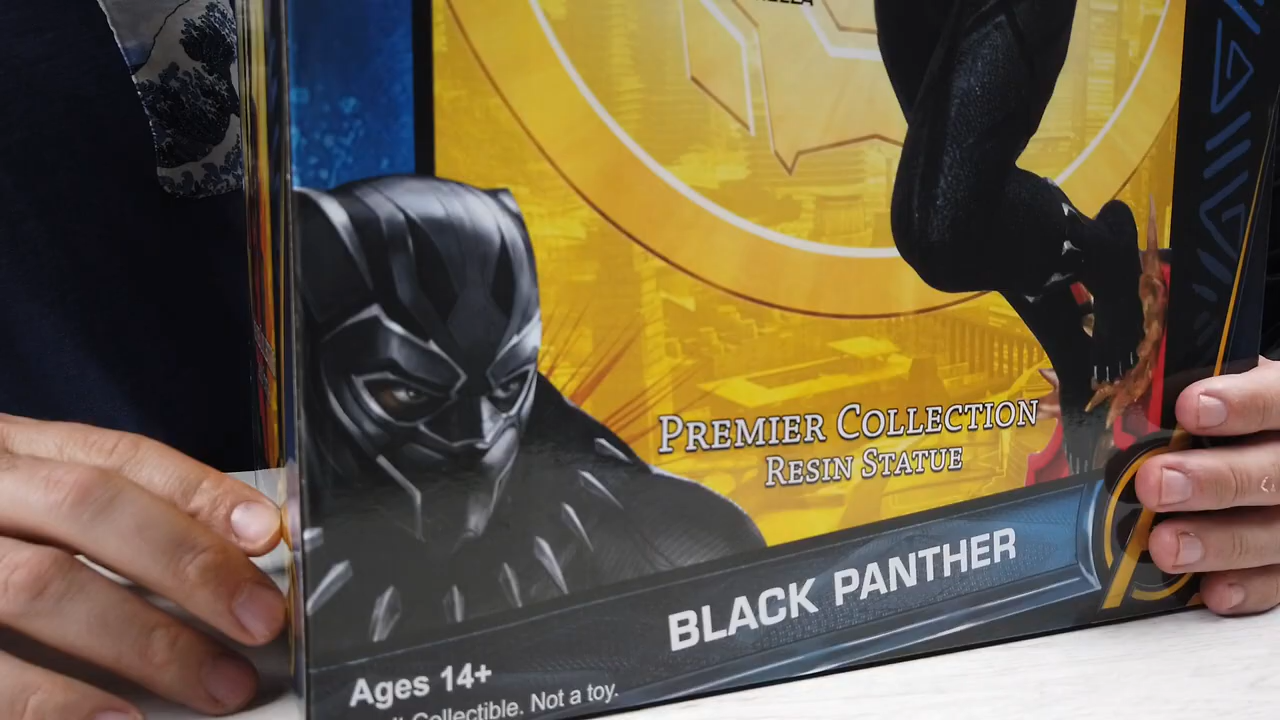 PREMIER COLLECTION
RESIN STATUE
BLACK PANTHER
Ages 14+
Collectible. Not a toy.